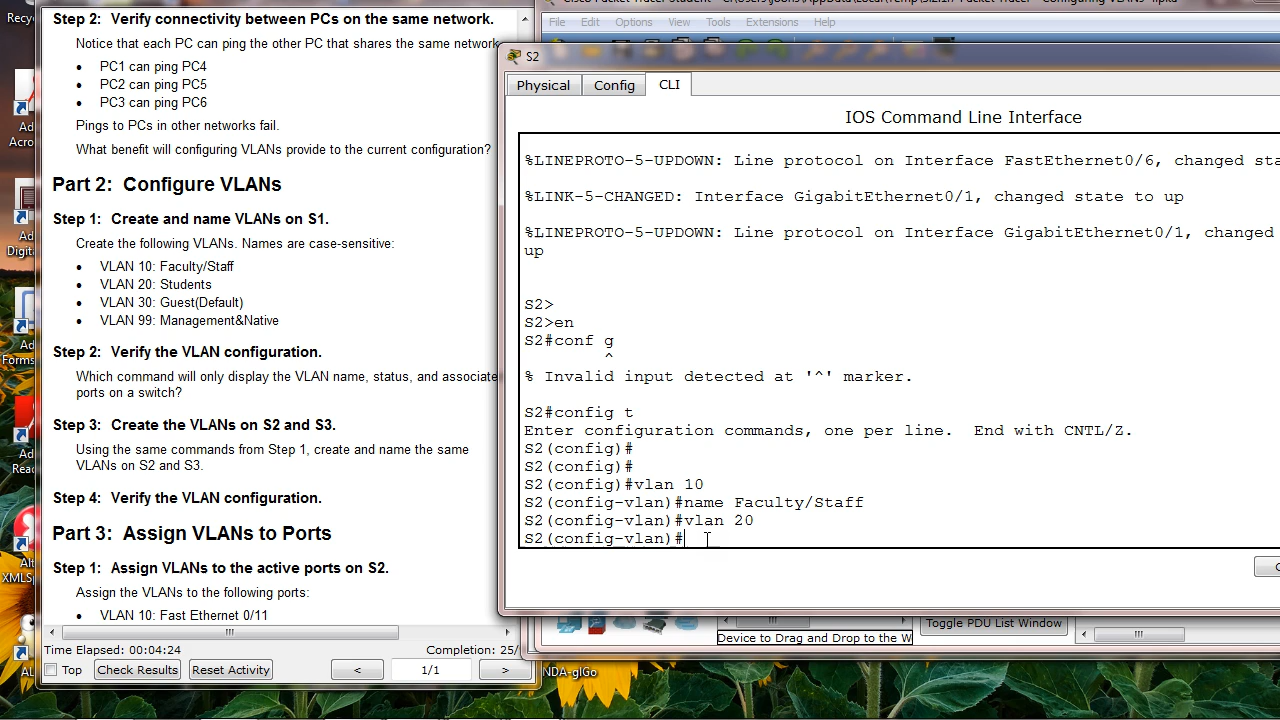 Recy
Ad
Acro
Ad
Digit
Ad
Forms
Ad
Read
Alt
XMLSp
AL
Step 2: Verify connectivity between PCs on the same network.
Notice that each PC can ping the other PC that shares the same network
• PC1 can ping PC4
• PC2 can ping PC5
• PC3 can ping PC6
Pings to PCs in other networks fail.
What benefit will configuring VLANs provide to the current configuration?
Part 2: Configure VLANs
Step 1: Create and name VLANs on S1.
Create the following VLANs. Names are case-sensitive:
• VLAN 10: Faculty/Staff
• VLAN 20: Students
• VLAN 30: Guest(Default)
• VLAN 99: Management&Native
Step 2: Verify the VLAN configuration.
Which command will only display the VLAN name, status, and associate
ports on a switch?
Step 3: Create the VLANs on S2 and S3.
Using the same commands from Step 1, create and name the same
VLANs on S2 and S3.
Step 4: Verify the VLAN configuration.
Part 3: Assign VLANs to Ports
Step 1: Assign VLANs to the active ports on S2.
Assign the VLANs to the following ports:
• VLAN 10: Fast Ethernet 0/11
Time Elapsed: 00:04:24
Completion: 25/
Top
Check Results
Reset Activity
<
1/1
>
File Edit Options View Tools Extensions Help
S2
Physical
Config
CLI
IOS Command Line Interface
%LINEPROTO-5-UPDOWN: Line protocol on Interface FastEthernet0/6, changed sta
%LINK-5-CHANGED: Interface GigabitEthernet0/1, changed state to up
%LINEPROTO-5-UPDOWN: Line protocol on Interface GigabitEthernet0/1, changed
up
S2>
S2>en
S2#conf g
^
% Invalid input detected at '^' marker.
S2#config t
Enter configuration commands, one per line. End with CNTL/Z.
S2(config)#
S2(config)#
S2(config)#vlan 10
S2(config-vlan)#name Faculty/Staff
S2(config-vlan)#vlan 20
S2(config-vlan)#
Toggle PDU List Window
Device to Drag and Drop to the W
NDA-glGo